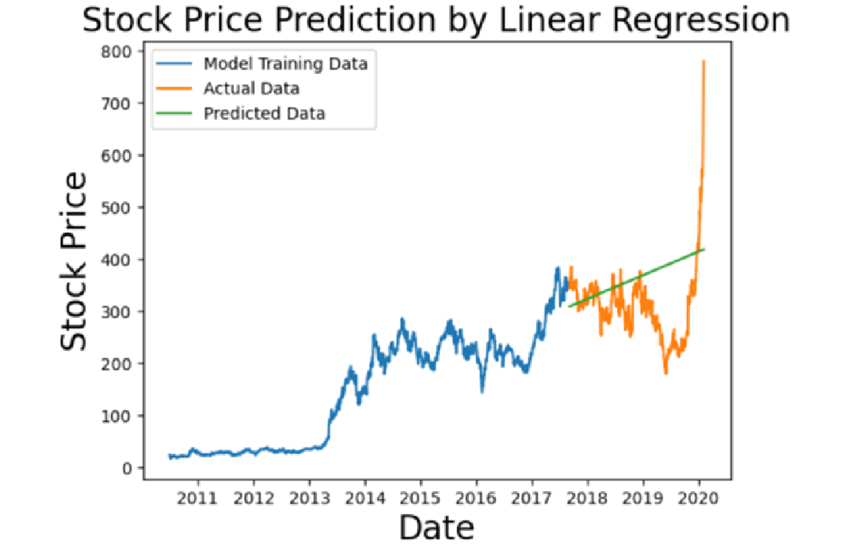 Stock Price Prediction by Linear Regression
Model Training Data
Actual Data
Predicted Data
800
700
600
500
400
300
200
100
0
Stock Price
2011 2012 2013 2014 2015 2016 2017 2018 2019 2020
Date